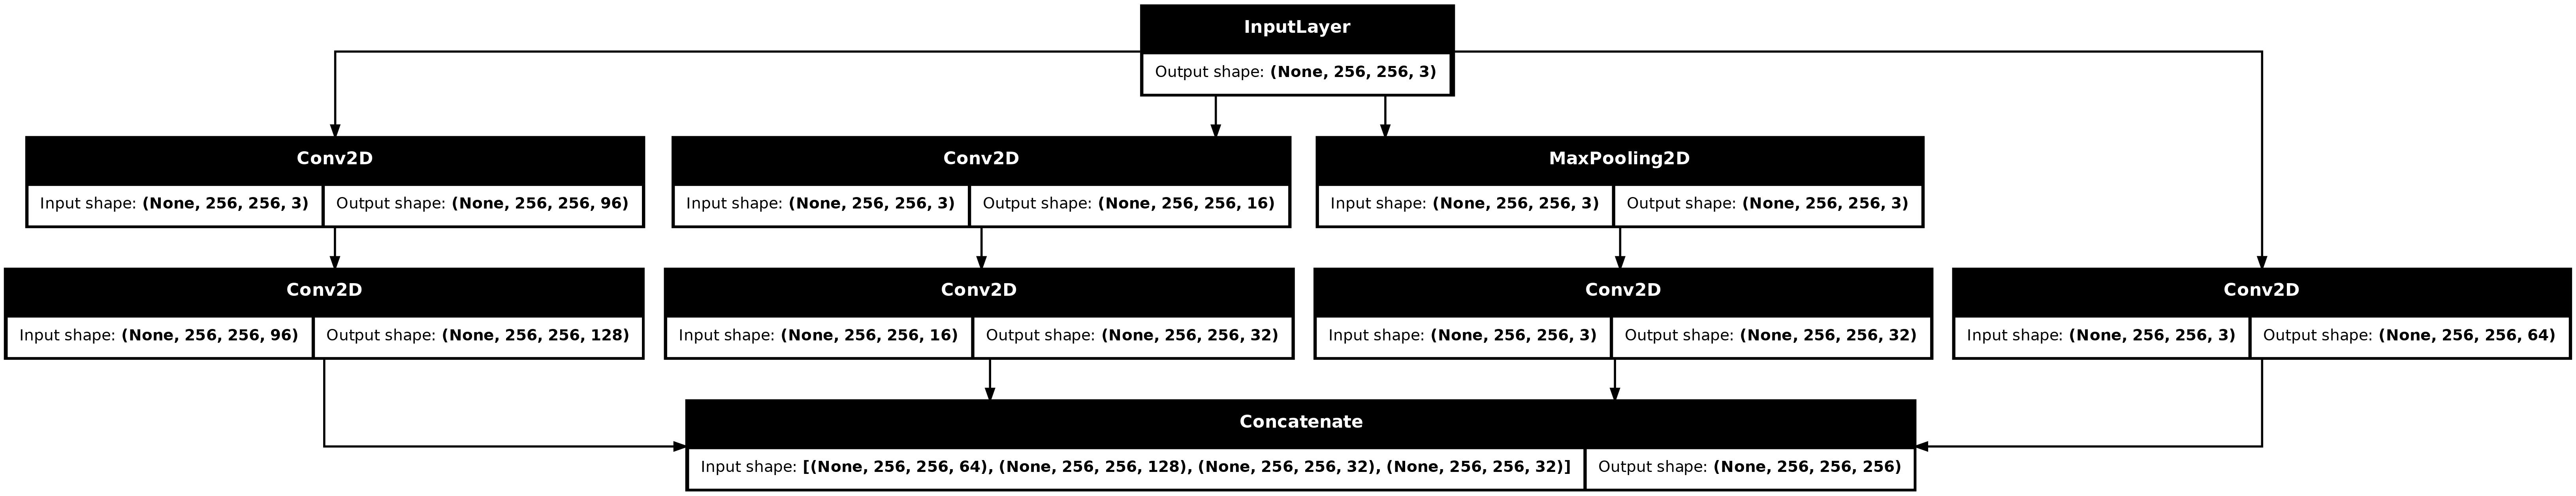 InputLayer
Output shape: (None, 256, 256, 3)
Conv2D
Input shape: (None, 256, 256, 3) Output shape: (None, 256, 256, 96)
Conv2D
Input shape: (None, 256, 256, 3) Output shape: (None, 256, 256, 16)
MaxPooling2D
Input shape: (None, 256, 256, 3) Output shape: (None, 256, 256, 3)
Conv2D
Input shape: (None, 256, 256, 96) Output shape: (None, 256, 256, 128)
Conv2D
Input shape: (None, 256, 256, 16) Output shape: (None, 256, 256, 32)
Conv2D
Input shape: (None, 256, 256, 3) Output shape: (None, 256, 256, 32)
Conv2D
Input shape: (None, 256, 256, 3) Output shape: (None, 256, 256, 64)
Concatenate
Input shape: [(None, 256, 256, 64), (None, 256, 256, 128), (None, 256, 256, 32), (None, 256, 256, 32)] Output shape: (None, 256, 256, 256)